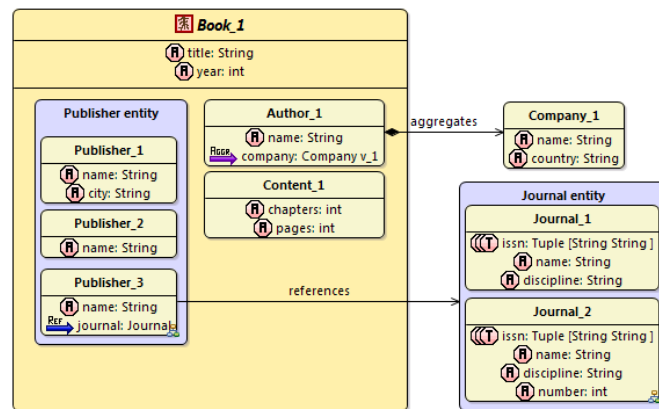 Book_1
A title: String
A year: int
Publisher entity
Publisher_1
A name: String
A city: String
Publisher_2
A name: String
Publisher_3
A name: String
REF journal: Journal
Author_1
A name: String
AGGR company: Company v_1
Content_1
A chapters: int
A pages: int
aggregates
Company_1
A name: String
A country: String
references
Journal entity
Journal_1
T issn: Tuple [String String ]
A name: String
A discipline: String
Journal_2
T issn: Tuple [String String ]
A name: String
A discipline: String
A number: int